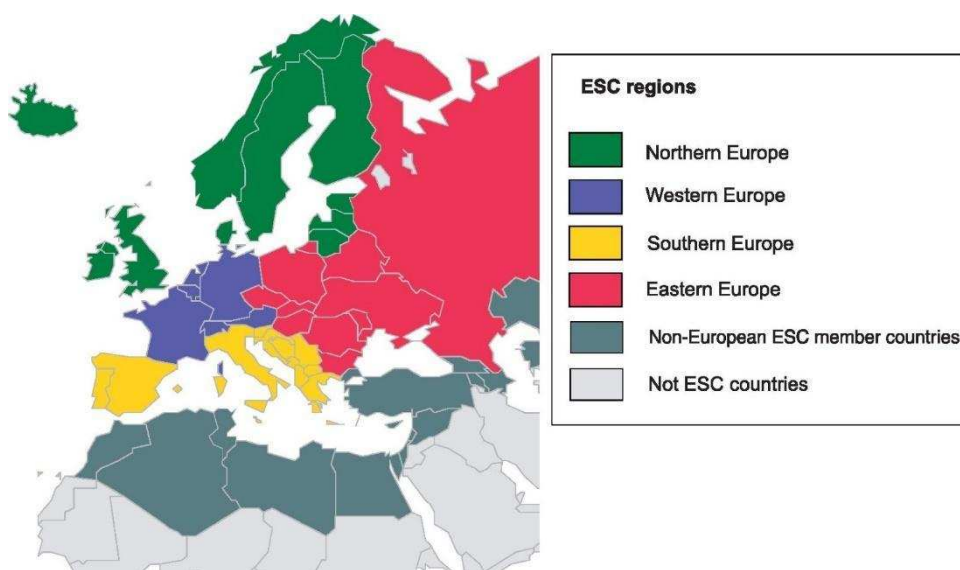 ESC regions
Northern Europe
Western Europe
Southern Europe
Eastern Europe
Non-European ESC member countries
Not ESC countries